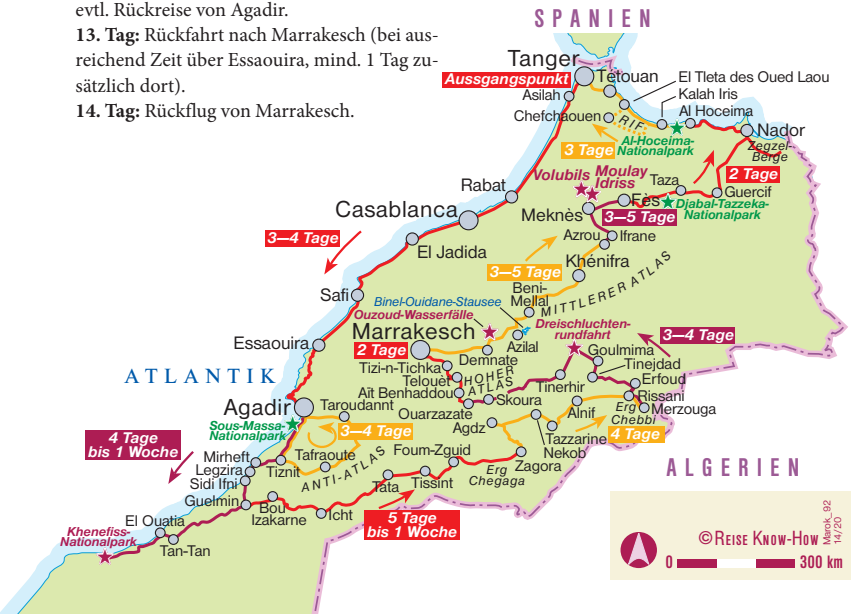 evtl. Rückreise von Agadir.
13. Tag: Rückfahrt nach Marrakesch (bei aus-
reichend Zeit über Essaouira, mind. 1 Tag zu-
sätzlich dort).
14. Tag: Rückflug von Marrakesch.
SPANIEN
Tanger
Aussgangspunkt
Tétouan
El Tleta des Oued Laou
Asilah
Kalah Iris
Chefchaouen
RIF
Al Hoceima
Nador
3 Tage
Al-Hoceima-
Nationalpark
Zegzel-
Berge
2 Tage
Volubils
Moulay
Idriss
Taza
Rabat
Fès
Guercif
Casablanca
Meknès
3–5 Tage
Djabal-Tazzeka-
Nationalpark
3—4 Tage
El Jadida
Azrou
Ifrane
Khénifra
3—5 Tage
MITTLERER ATLAS
Safi
Beni-
Mellal
Binel-Ouidane-Stausee
Ouzoud-Wasserfälle
Dreischluchten-
rundfahrt
Essaouira
Marrakesch
Azilal
3—4 Tage
2 Tage
Demnate
Goulmima
Tizi-n-Tichka
HOHER
ATLAS
Tinejdad
Telouèt
Tinerhir
Erfoud
ATLANTIK
Aït Benhaddou
Skoura
Rissani
Agadir
Taroudannt
Ouarzazate
Alnif
Erg
Chebbi
Merzouga
Sous-Massa-
Nationalpark
3—4 Tage
Agdz
Tazzarine
4 Tage
4 Tage
bis 1 Woche
Mirheft
Tafraoute
Foum-Zguid
Nekob
Legzira
Tiznit
ANTI-ATLAS
Erg
Chegaga
Zagora
ALGERIEN
Sidi Ifni
Tata
Tissint
Guelmin
Bou
Izakarne
Icht
El Ouatia
5 Tage
bis 1 Woche
Khenefiss-
Nationalpark
Tan-Tan
©REISE KNOW-HOW
Marok_92
14/20
0
300 km